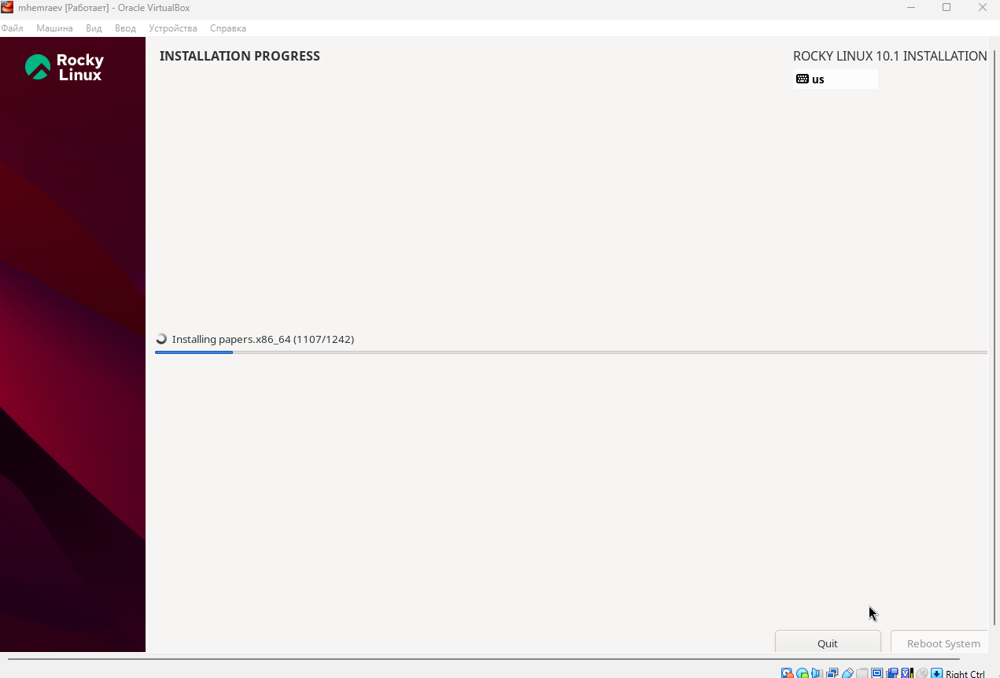 mhemraev [Работает] - Oracle VirtualBox
Файл Машина Вид Ввод Устройства Справка
Rocky
Linux
INSTALLATION PROGRESS
ROCKY LINUX 10.1 INSTALLATION
us
Installing papers.x86_64 (1107/1242)
Quit
Reboot System
Right Ctrl